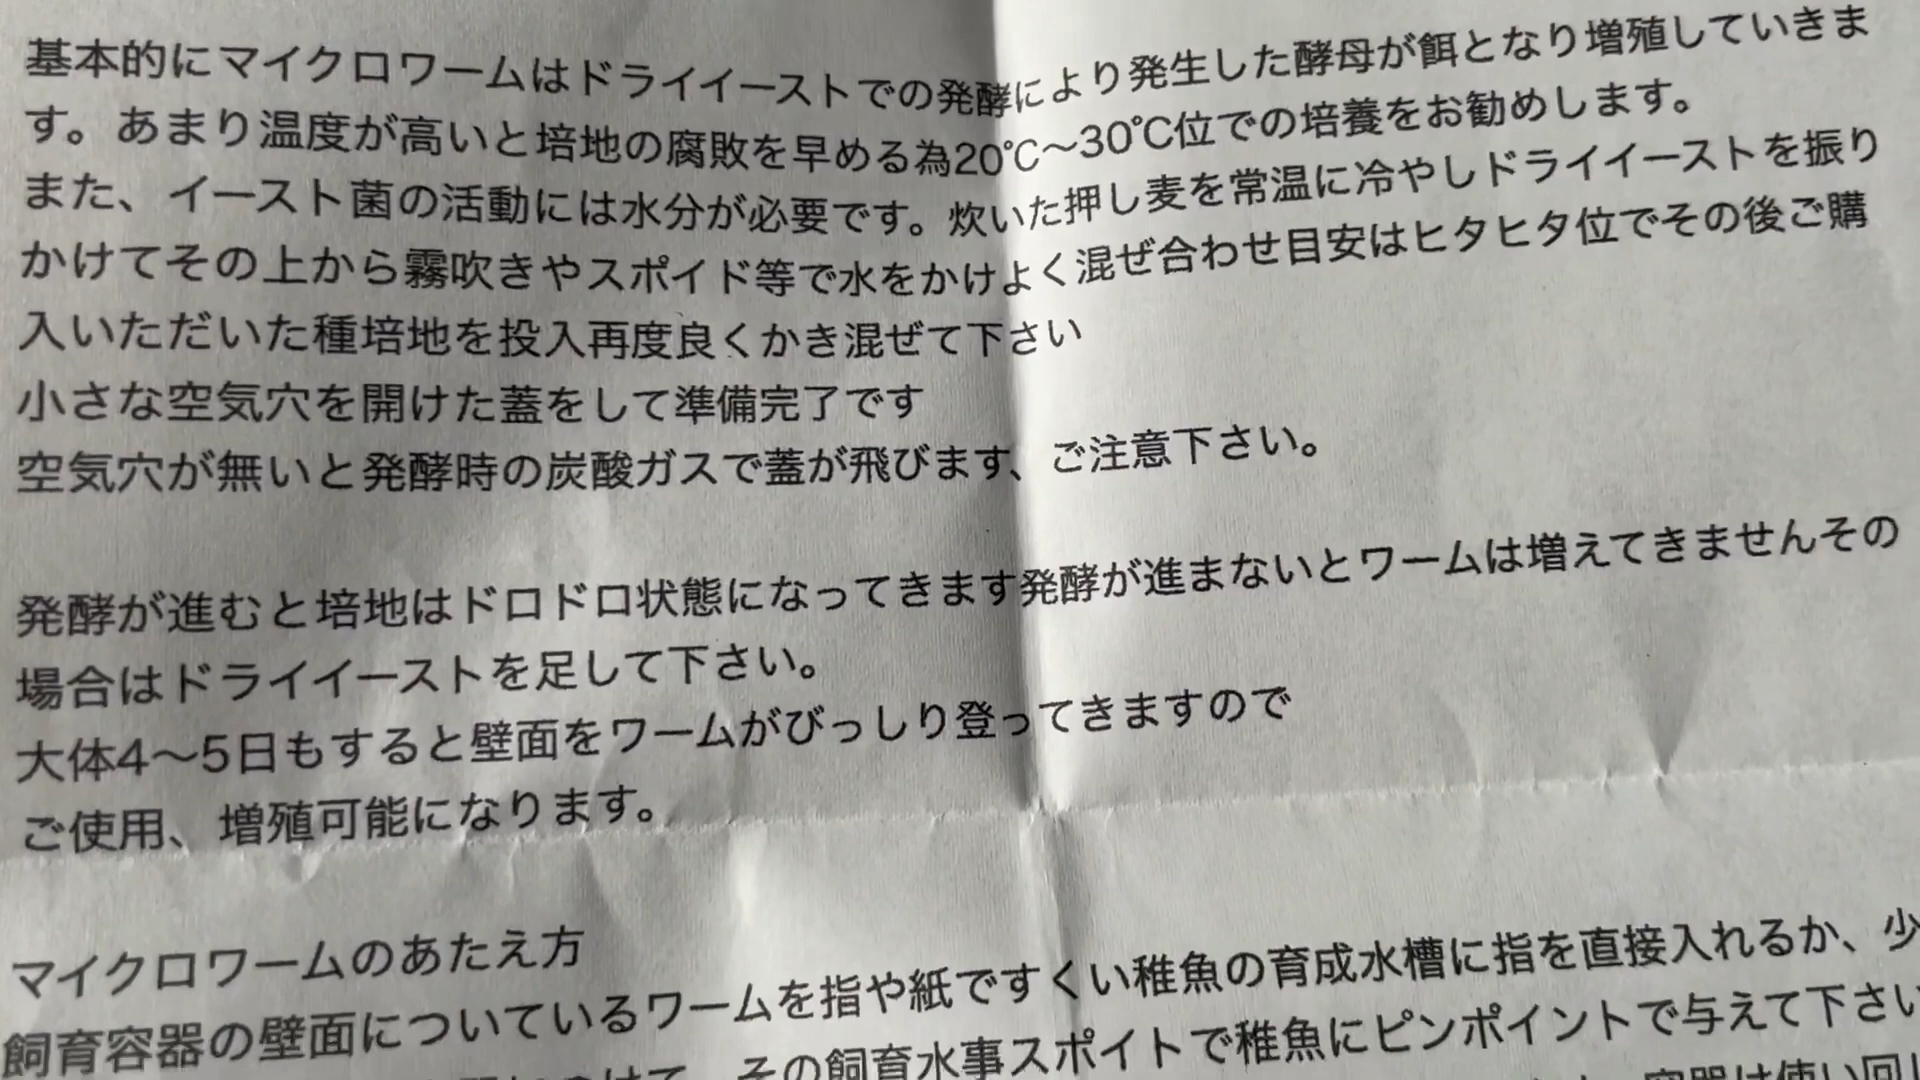 基本的にマイクロワームはドライイーストでの発酵により発生した酵母が餌となり増殖していきま
す。あまり温度が高いと培地の腐敗を早める為20℃〜30℃位での培養をお勧めします。
また、イースト菌の活動には水分が必要です。炊いた押し麦を常温に冷やしドライイーストを振り
かけてその上から霧吹きやスポイド等で水をかけよく混ぜ合わせ目安はヒタヒタ位でその後ご購
入いただいた種培地を投入再度良くかき混ぜて下さい
小さな空気穴を開けた蓋をして準備完了です
空気穴が無いと発酵時の炭酸ガスで蓋が飛びます、ご注意下さい。
発酵が進むと培地はドロドロ状態になってきます発酵が進まないとワームは増えてきませんその
場合はドライイーストを足して下さい。
大体4〜5日もすると壁面をワームがびっしり登ってきますので
ご使用、増殖可能になります。
マイクロワームのあたえ方
飼育容器の壁面についているワームを指や紙ですくい稚魚の育成水槽に指を直接入れるか、少
その飼育水事スポイトで稚魚にピンポイントで与えて下さい
容器は使い回し